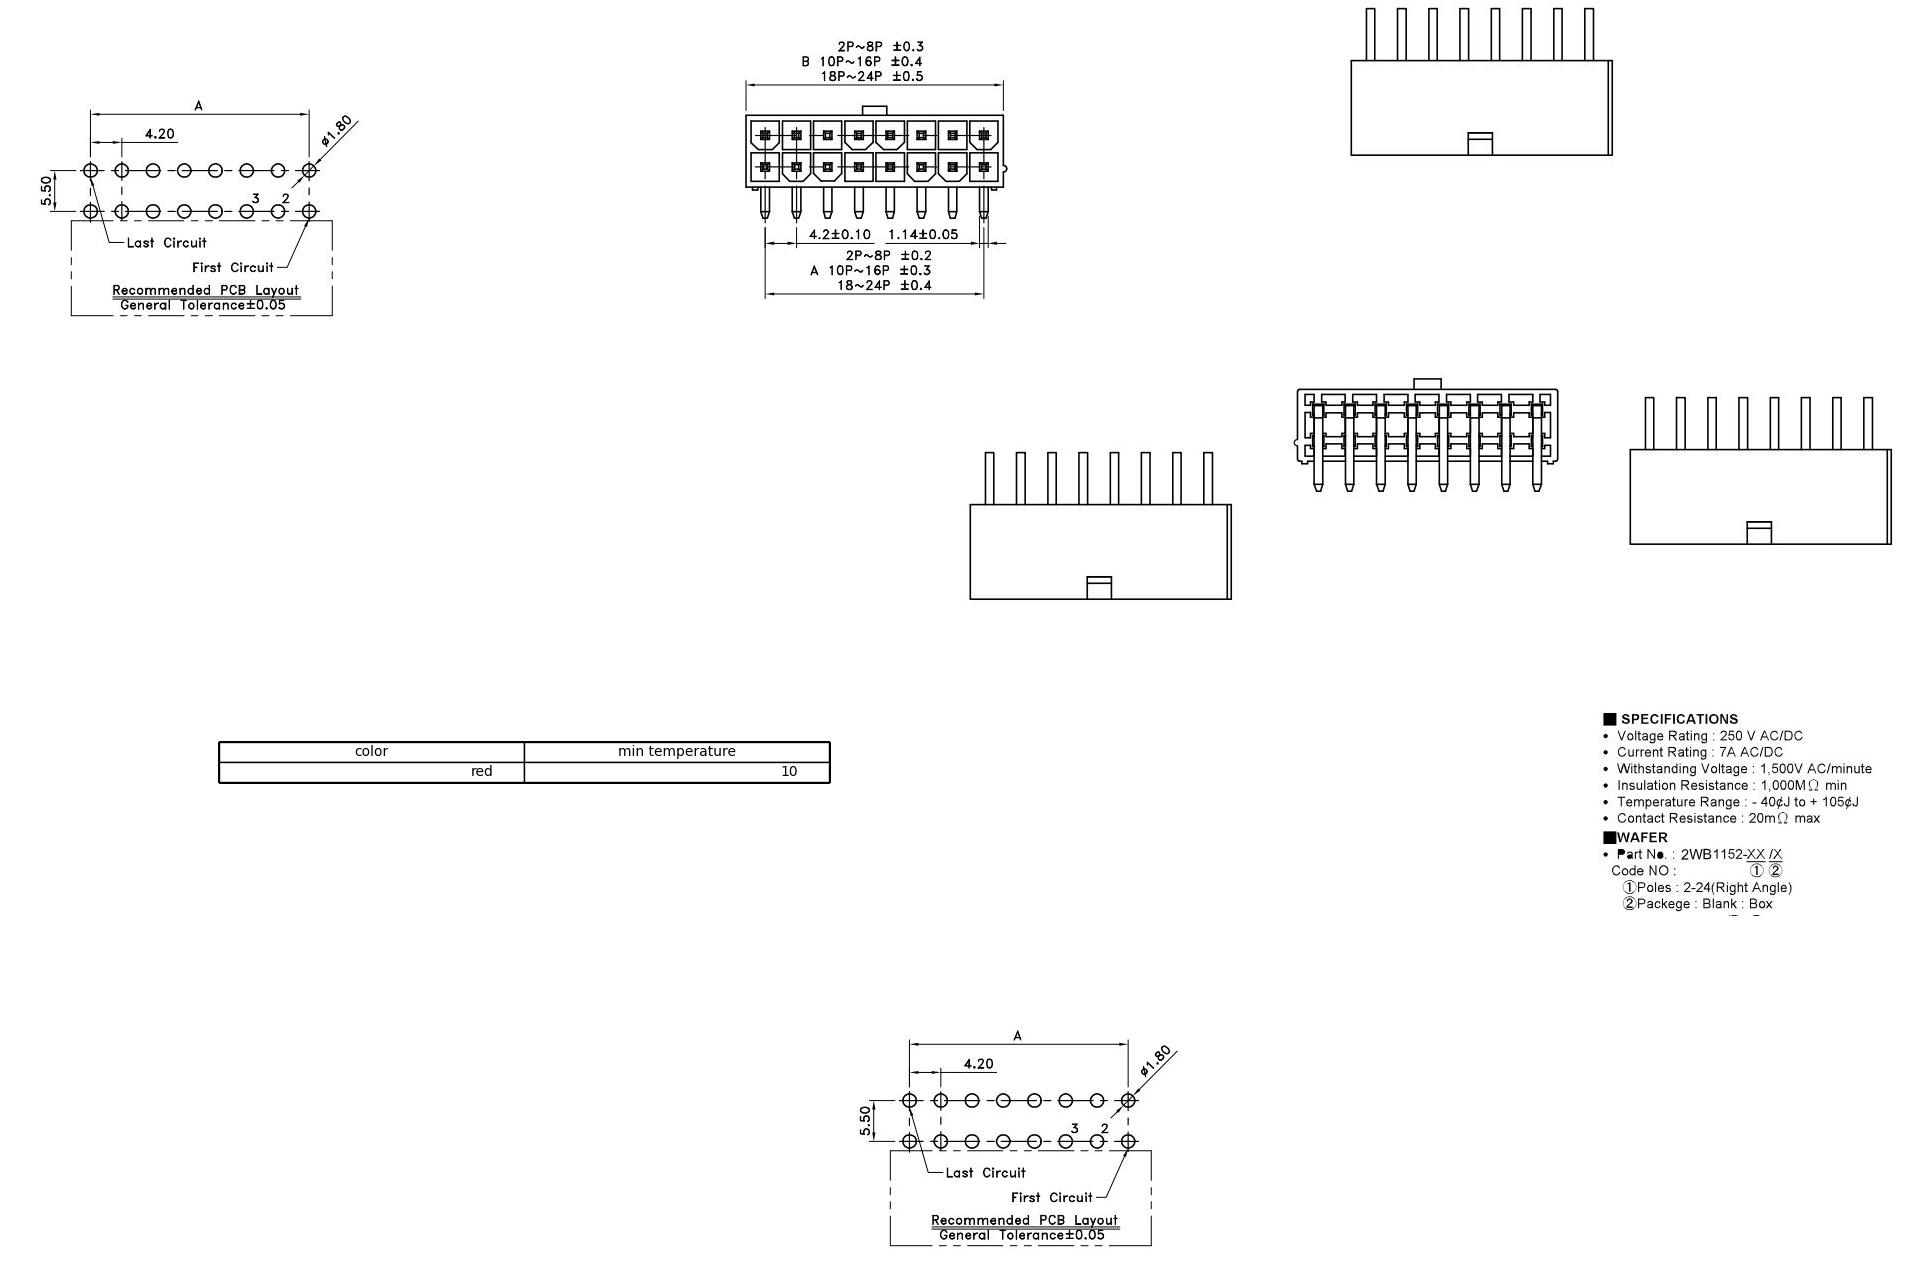 2P~8P ±0.3
B 10P~16P ±0.4
18P~24P ±0.5
A
4.20
ø1.80
5.50
3 2
Last Circuit
First Circuit
Recommended PCB Layout
General Tolerance±0.05
4.2±0.10 1.14±0.05
2P~8P ±0.2
A 10P~16P ±0.3
18~24P ±0.4
color min temperature
red 10
■ SPECIFICATIONS
• Voltage Rating : 250 V AC/DC
• Current Rating : 7A AC/DC
• Withstanding Voltage : 1,500V AC/minute
• Insulation Resistance : 1,000MΩ min
• Temperature Range : - 40¢J to + 105¢J
• Contact Resistance : 20mΩ max
■WAFER
• Part No. : 2WB1152-XX /X
Code NO : ① ②
①Poles : 2-24(Right Angle)
②Packege : Blank : Box
A
4.20
ø1.80
5.50
3 2
Last Circuit
First Circuit
Recommended PCB Layout
General Tolerance±0.05